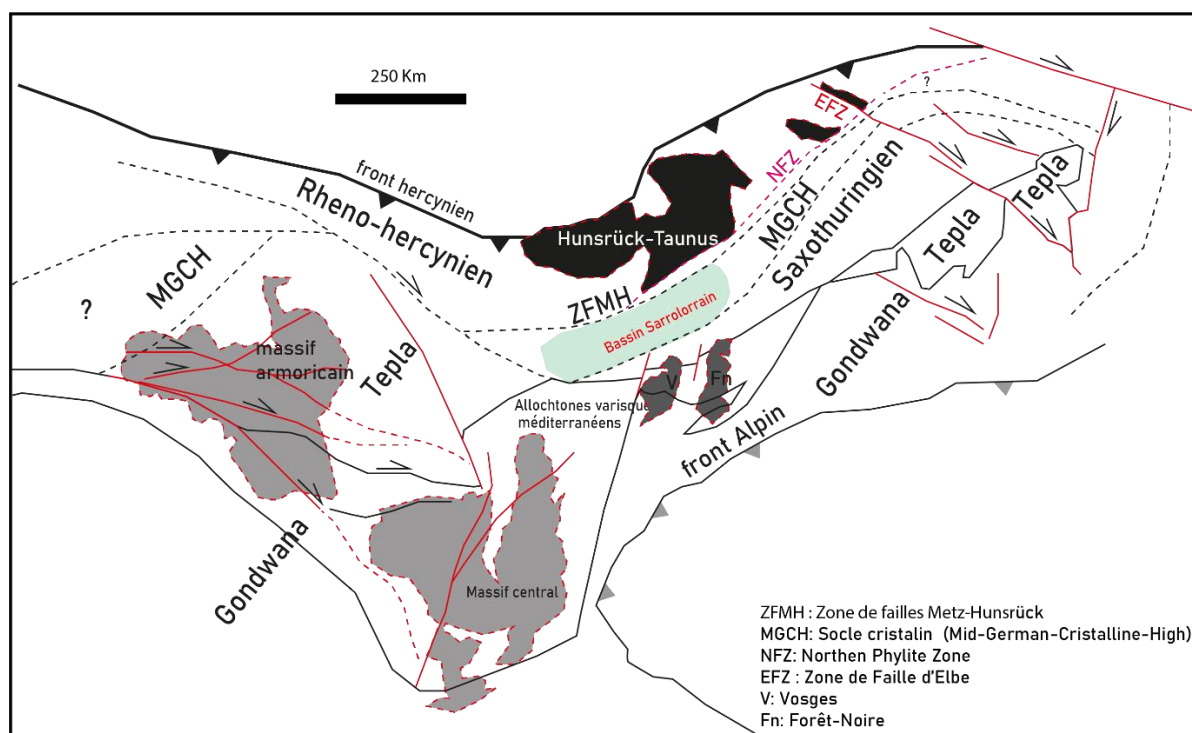 250 Km
front hercynien
Rheno-hercynien
Hunsrück-Taunus
EFZ
NFZ
?
MGCH
Saxothuringien
Tepla
Tepla
ZFMH
Bassin Sarrolorrain
MGCH
?
massif
armoricain
Tepla
Allochtones varisque
méditerranéens
V
Fn
Gondwana
front Alpin
Gondwana
Massif central
ZFMH : Zone de failles Metz-Hunsrück
MGCH: Socle cristalin (Mid-German-Cristalline-High)
NFZ: Northen Phylite Zone
EFZ : Zone de Faille d'Elbe
V: Vosges
Fn: Forêt-Noire